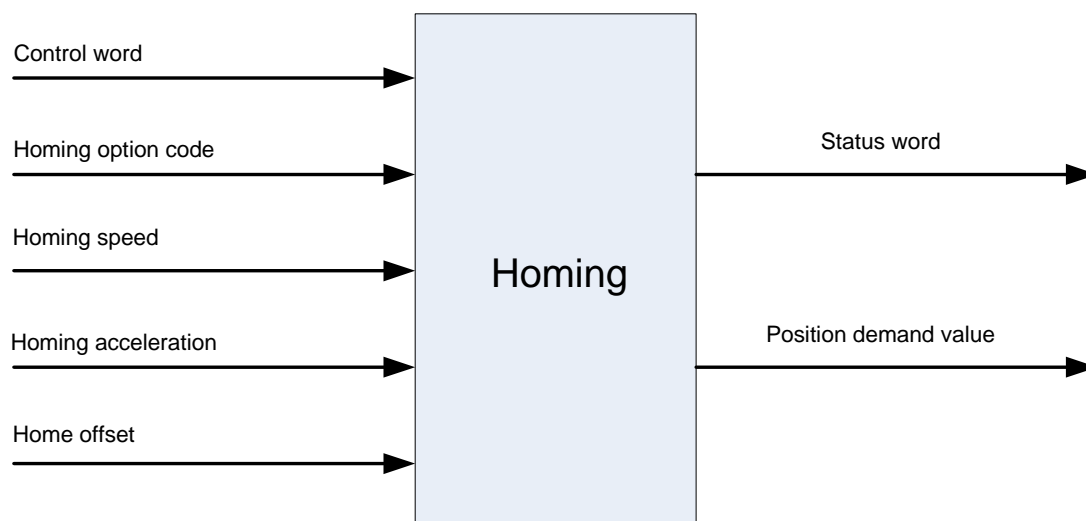 Control word
Homing option code
Homing speed
Homing acceleration
Home offset
Homing
Status word
Position demand value